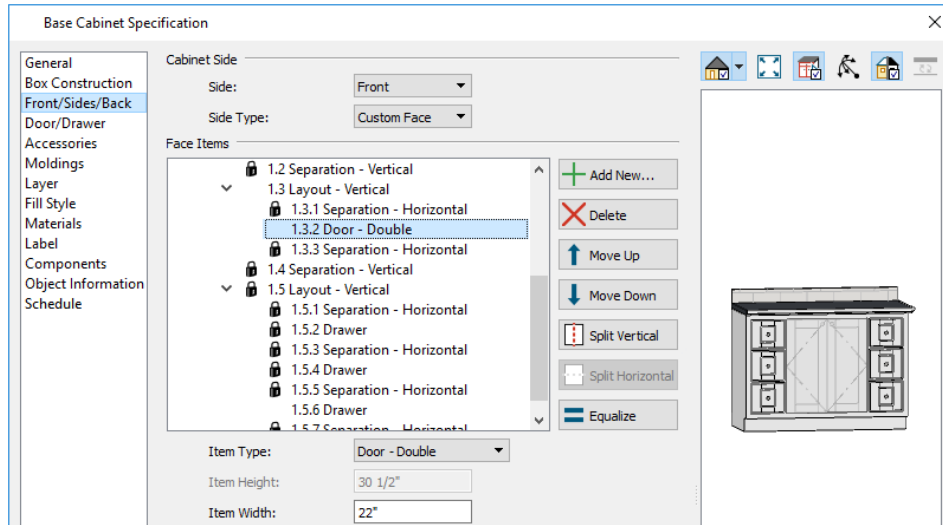 Base Cabinet Specification
General
Box Construction
Front/Sides/Back
Door/Drawer
Accessories
Moldings
Layer
Fill Style
Materials
Label
Components
Object Information
Schedule
Cabinet Side
Side: Front
Side Type: Custom Face
Face Items
1.2 Separation - Vertical
1.3 Layout - Vertical
1.3.1 Separation - Horizontal
1.3.2 Door - Double
1.3.3 Separation - Horizontal
1.4 Separation - Vertical
1.5 Layout - Vertical
1.5.1 Separation - Horizontal
1.5.2 Drawer
1.5.3 Separation - Horizontal
1.5.4 Drawer
1.5.5 Separation - Horizontal
1.5.6 Drawer
1.5.7 Separation - Horizontal
Add New...
Delete
Move Up
Move Down
Split Vertical
Split Horizontal
Equalize
Item Type: Door - Double
Item Height: 30 1/2"
Item Width: 22"